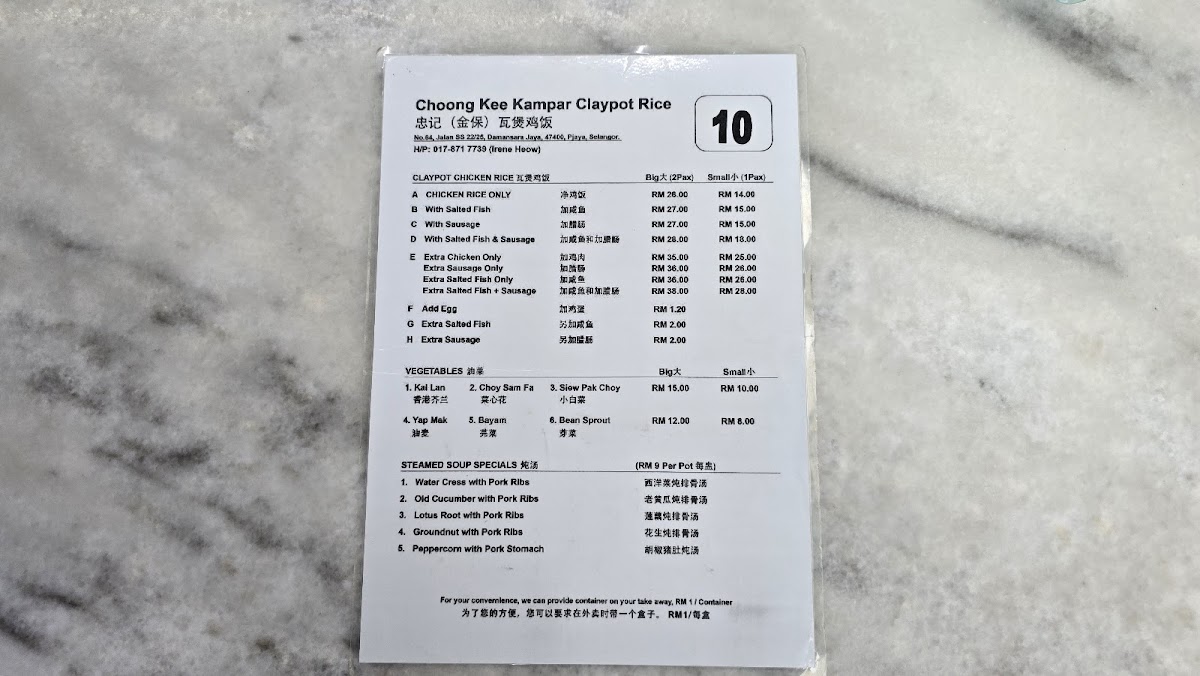 Choong Kee Kampar Claypot Rice
忠记（金保）瓦煲鸡饭
No.64, Jalan SS 22/25, Damansara Jaya, 47400, Pjaya, Selangor.
H/P: 017-871 7739 (Irene Heow)
10
CLAYPOT CHICKEN RICE 瓦煲鸡饭 Big大 (2Pax) Small小 (1Pax)
A CHICKEN RICE ONLY 净鸡饭 RM 26.00 RM 14.00
B With Salted Fish 加咸鱼 RM 27.00 RM 15.00
C With Sausage 加腊肠 RM 27.00 RM 15.00
D With Salted Fish & Sausage 加咸鱼和加腊肠 RM 28.00 RM 18.00
E Extra Chicken Only 加鸡肉 RM 35.00 RM 25.00
Extra Sausage Only 加腊肠 RM 36.00 RM 26.00
Extra Salted Fish Only 加咸鱼 RM 36.00 RM 26.00
Extra Salted Fish + Sausage 加咸鱼和加腊肠 RM 38.00 RM 28.00
F Add Egg 加鸡蛋 RM 1.20
G Extra Salted Fish 另加咸鱼 RM 2.00
H Extra Sausage 另加腊肠 RM 2.00
VEGETABLES 油菜 Big大 Small小
1. Kai Lan 2. Choy Sam Fa 3. Siew Pak Choy RM 15.00 RM 10.00
香港芥兰 菜心花 小白菜
4. Yap Mak 5. Bayam 6. Bean Sprout RM 12.00 RM 8.00
油麦 苋菜 芽菜
STEAMED SOUP SPECIALS 炖汤 (RM 9 Per Pot 每盅)
1. Water Cress with Pork Ribs 西洋菜炖排骨汤
2. Old Cucumber with Pork Ribs 老黄瓜炖排骨汤
3. Lotus Root with Pork Ribs 莲藕炖排骨汤
4. Groundnut with Pork Ribs 花生炖排骨汤
5. Peppercorn with Pork Stomach 胡椒猪肚炖汤
For your convernience, we can provide container on your take away, RM 1 / Container
为了您的方便，您可以要求在外卖时带一个盒子。 RM1/每盒